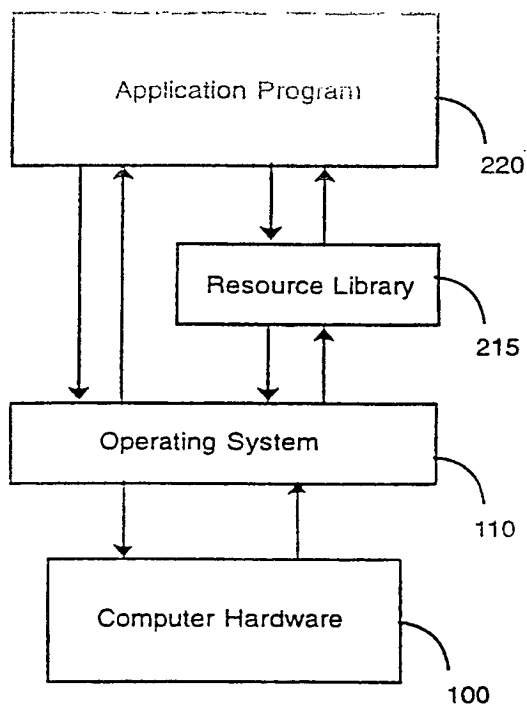 Application Program
220
Resource Library
215
Operating System
110
Computer Hardware
100